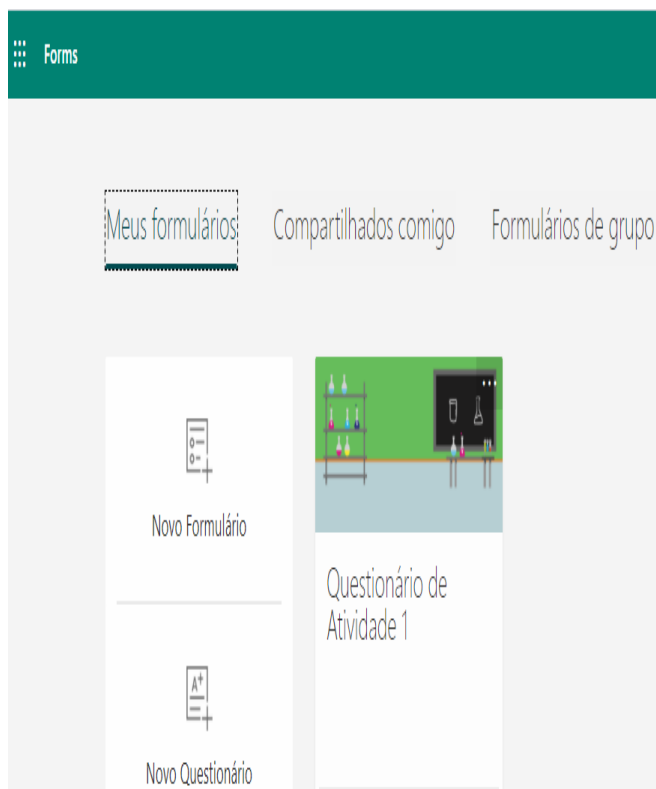 Forms
Meus formulários Compartilhados comigo Formulários de grupo
Novo Formulário
Questionário de
Atividade 1
A+
Novo Questionário